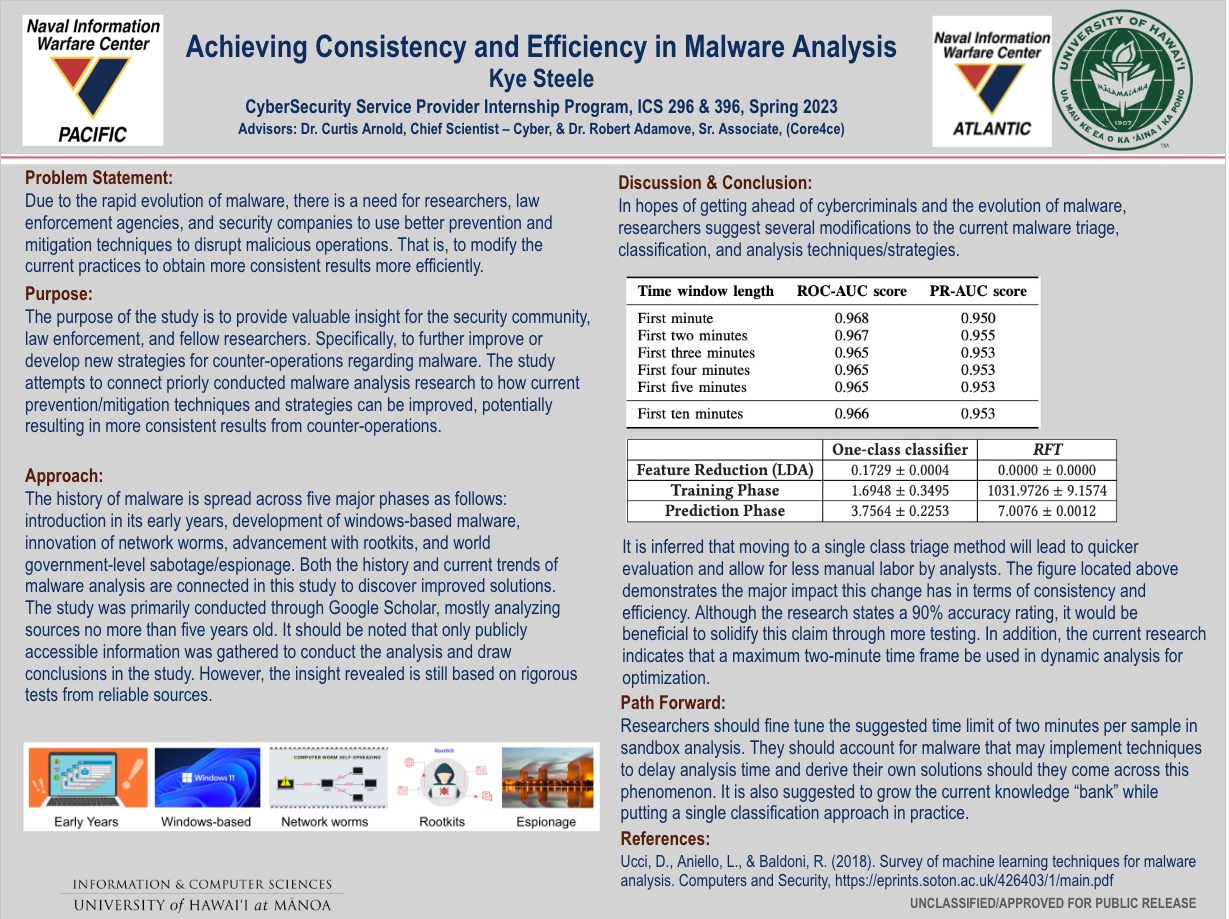 Naval Information
Warfare Center
PACIFIC
Achieving Consistency and Efficiency in Malware Analysis
Kye Steele
CyberSecurity Service Provider Internship Program, ICS 296 & 396, Spring 2023
Advisors: Dr. Curtis Arnold, Chief Scientist – Cyber, & Dr. Robert Adamove, Sr. Associate, (Core4ce)
Naval Information
Warfare Center
ATLANTIC
UNIVERSITY OF HAWAIʻI
MĀLAMALAMA
1907
UA MAU KE EA O KA ʻĀINA I KA PONO
TM
Problem Statement:
Due to the rapid evolution of malware, there is a need for researchers, law
enforcement agencies, and security companies to use better prevention and
mitigation techniques to disrupt malicious operations. That is, to modify the
current practices to obtain more consistent results more efficiently.
Purpose:
The purpose of the study is to provide valuable insight for the security community,
law enforcement, and fellow researchers. Specifically, to further improve or
develop new strategies for counter-operations regarding malware. The study
attempts to connect priorly conducted malware analysis research to how current
prevention/mitigation techniques and strategies can be improved, potentially
resulting in more consistent results from counter-operations.
Approach:
The history of malware is spread across five major phases as follows:
introduction in its early years, development of windows-based malware,
innovation of network worms, advancement with rootkits, and world
government-level sabotage/espionage. Both the history and current trends of
malware analysis are connected in this study to discover improved solutions.
The study was primarily conducted through Google Scholar, mostly analyzing
sources no more than five years old. It should be noted that only publicly
accessible information was gathered to conduct the analysis and draw
conclusions in the study. However, the insight revealed is still based on rigorous
tests from reliable sources.
Windows 11
COMPUTER WORM SELF-SPREADING
Rootkit
Early Years Windows-based Network worms Rootkits Espionage
INFORMATION & COMPUTER SCIENCES
UNIVERSITY of HAWAIʻI at MĀNOA
Discussion & Conclusion:
In hopes of getting ahead of cybercriminals and the evolution of malware,
researchers suggest several modifications to the current malware triage,
classification, and analysis techniques/strategies.
Time window length ROC-AUC score PR-AUC score
First minute 0.968 0.950
First two minutes 0.967 0.955
First three minutes 0.965 0.953
First four minutes 0.965 0.953
First five minutes 0.965 0.953
First ten minutes 0.966 0.953
One-class classifier RFT
Feature Reduction (LDA) 0.1729 ± 0.0004 0.0000 ± 0.0000
Training Phase 1.6948 ± 0.3495 1031.9726 ± 9.1574
Prediction Phase 3.7564 ± 0.2253 7.0076 ± 0.0012
It is inferred that moving to a single class triage method will lead to quicker
evaluation and allow for less manual labor by analysts. The figure located above
demonstrates the major impact this change has in terms of consistency and
efficiency. Although the research states a 90% accuracy rating, it would be
beneficial to solidify this claim through more testing. In addition, the current research
indicates that a maximum two-minute time frame be used in dynamic analysis for
optimization.
Path Forward:
Researchers should fine tune the suggested time limit of two minutes per sample in
sandbox analysis. They should account for malware that may implement techniques
to delay analysis time and derive their own solutions should they come across this
phenomenon. It is also suggested to grow the current knowledge “bank” while
putting a single classification approach in practice.
References:
Ucci, D., Aniello, L., & Baldoni, R. (2018). Survey of machine learning techniques for malware
analysis. Computers and Security, https://eprints.soton.ac.uk/426403/1/main.pdf
UNCLASSIFIED/APPROVED FOR PUBLIC RELEASE